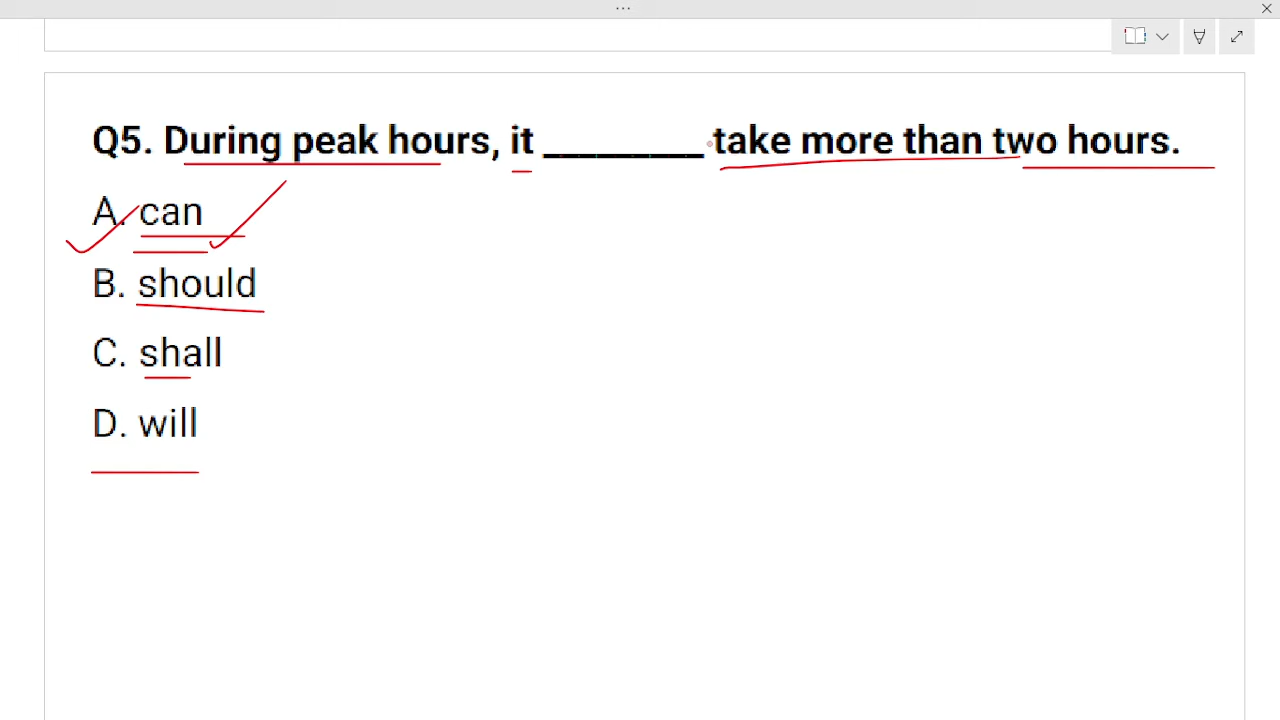 Q5. During peak hours, it ________ take more than two hours.
A. can
B. should
C. shall
D. will